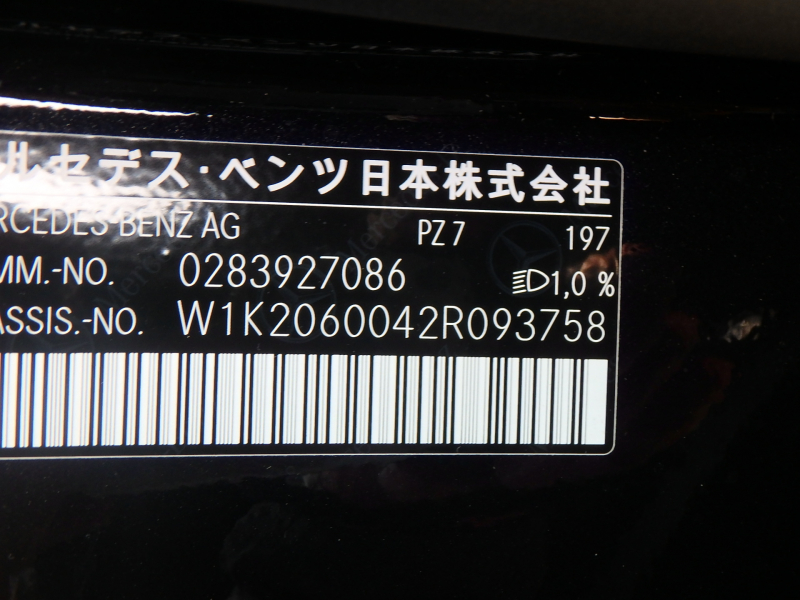 ルセデス・ベンツ日本株式会社
RCEDES-BENZ AG PZ 7 197
MM.-NO. 0283927086 1,0 %
ASSIS.-NO. W1K2060042R093758